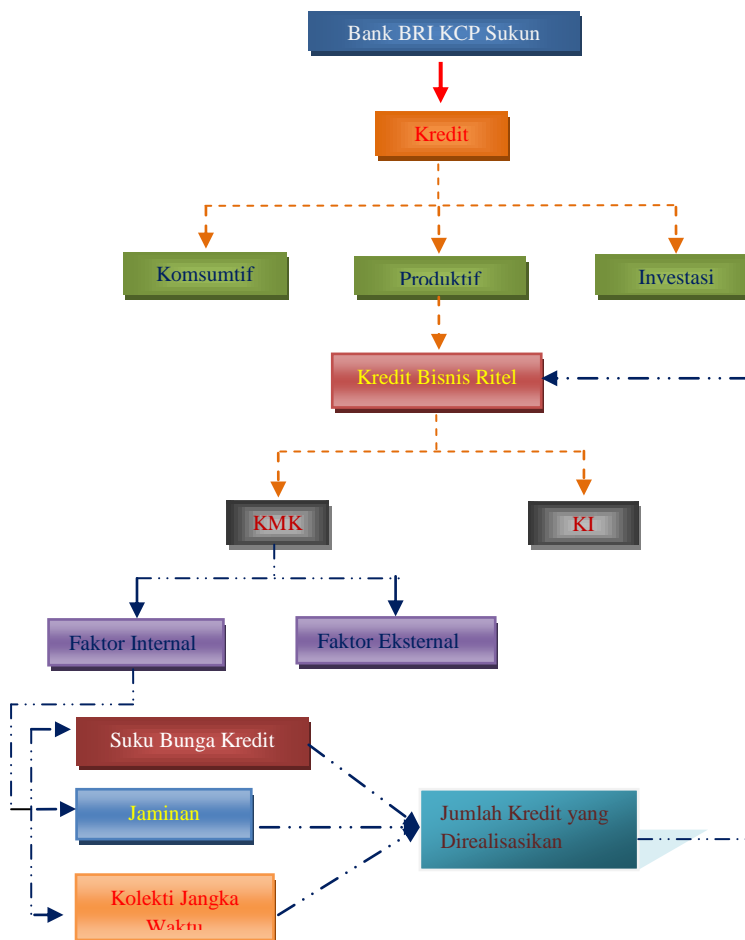 Bank BRI KCP Sukun
Kredit
Komsumtif
Produktif
Investasi
Kredit Bisnis Ritel
KMK
KI
Faktor Internal
Faktor Eksternal
Suku Bunga Kredit
Jaminan
Jumlah Kredit yang
Direalisasikan
Kolekti Jangka
Waktu